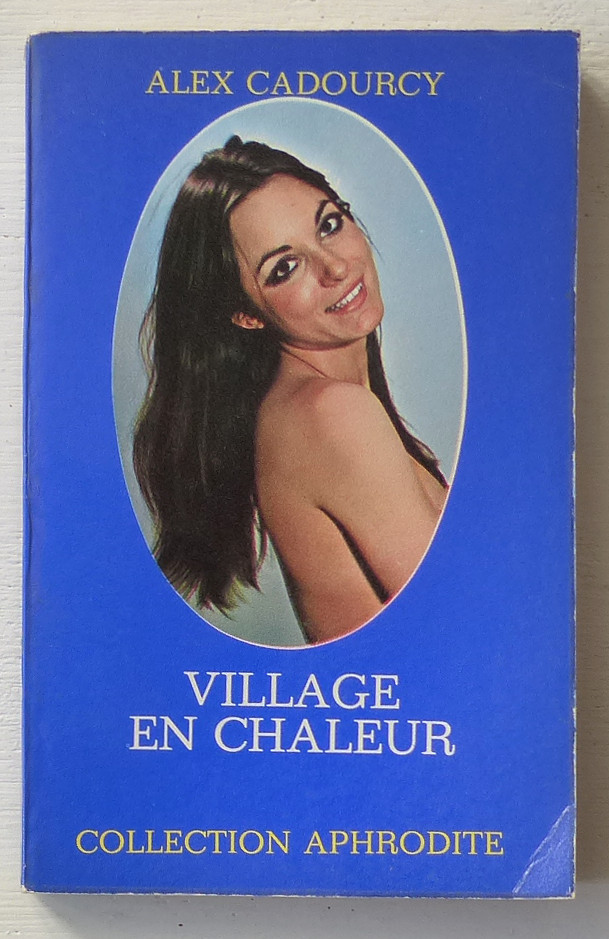 ALEX CADOURCY
VILLAGE
EN CHALEUR
COLLECTION APHRODITE